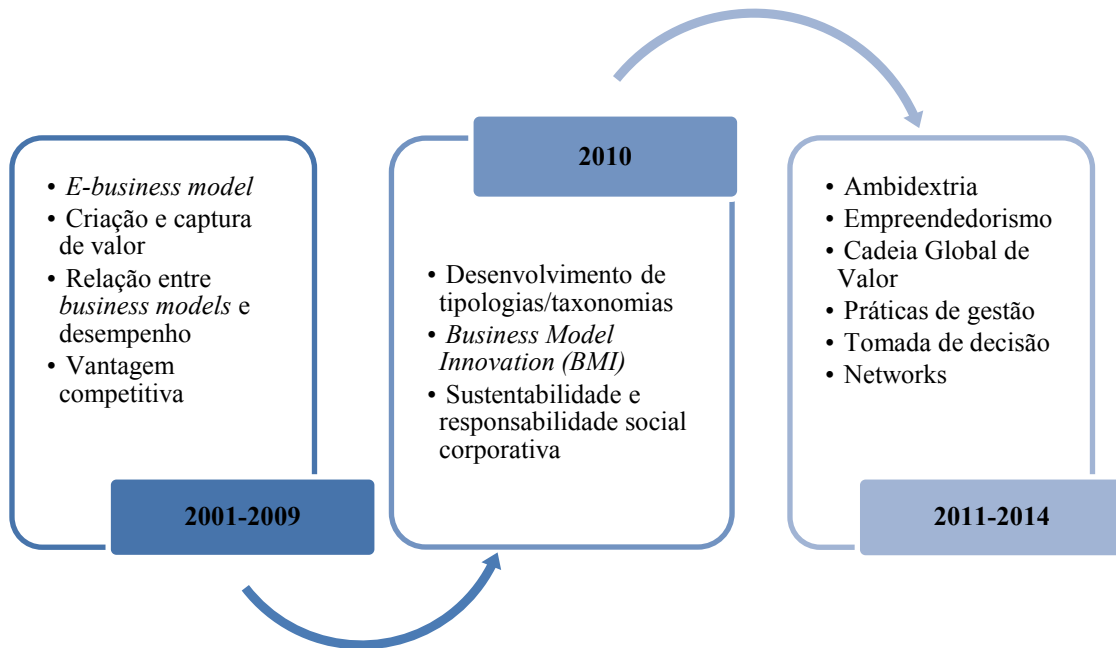 • E-business model
• Criação e captura
de valor
• Relação entre
business models e
desempenho
• Vantagem
competitiva
2001-2009
2010
• Desenvolvimento de
tipologias/taxonomias
• Business Model
Innovation (BMI)
• Sustentabilidade e
responsabilidade social
corporativa
• Ambidextria
• Empreendedorismo
• Cadeia Global de
Valor
• Práticas de gestão
• Tomada de decisão
• Networks
2011-2014